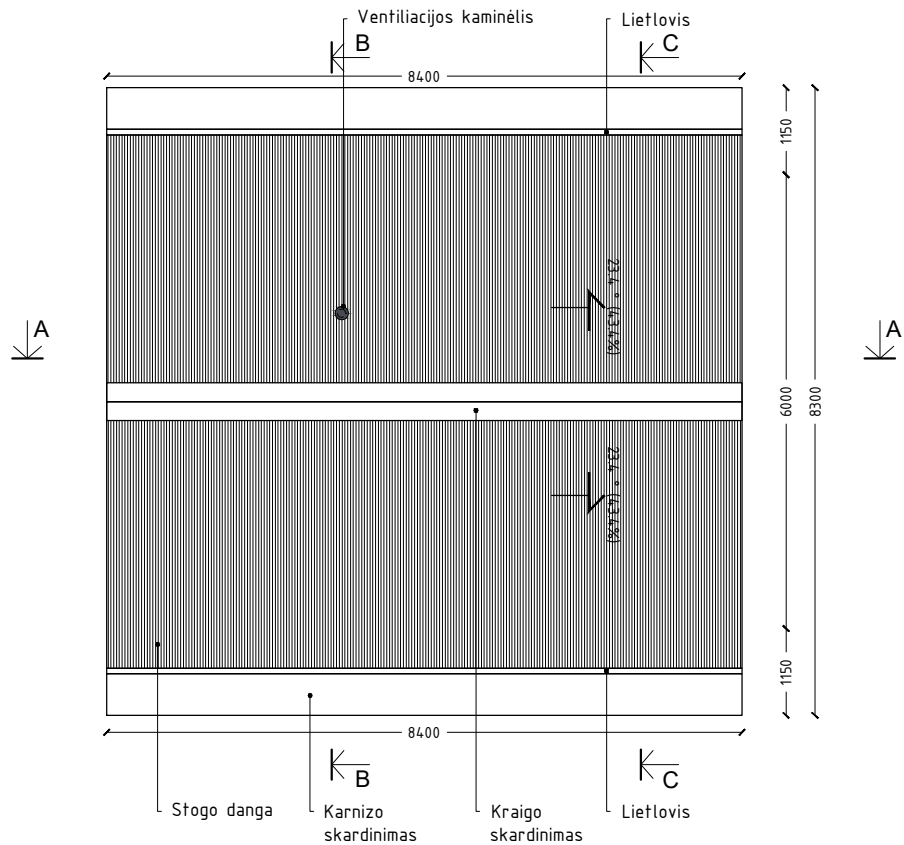 Ventiliacijos kaminėlis
Lietlovis
B
C
8400
1150
23.4 ° (43.4%)
A
A
6000
8300
23.4 ° (43.4%)
1150
8400
B
C
Stogo danga
Karnizo
skardinimas
Kraigo
skardinimas
Lietlovis